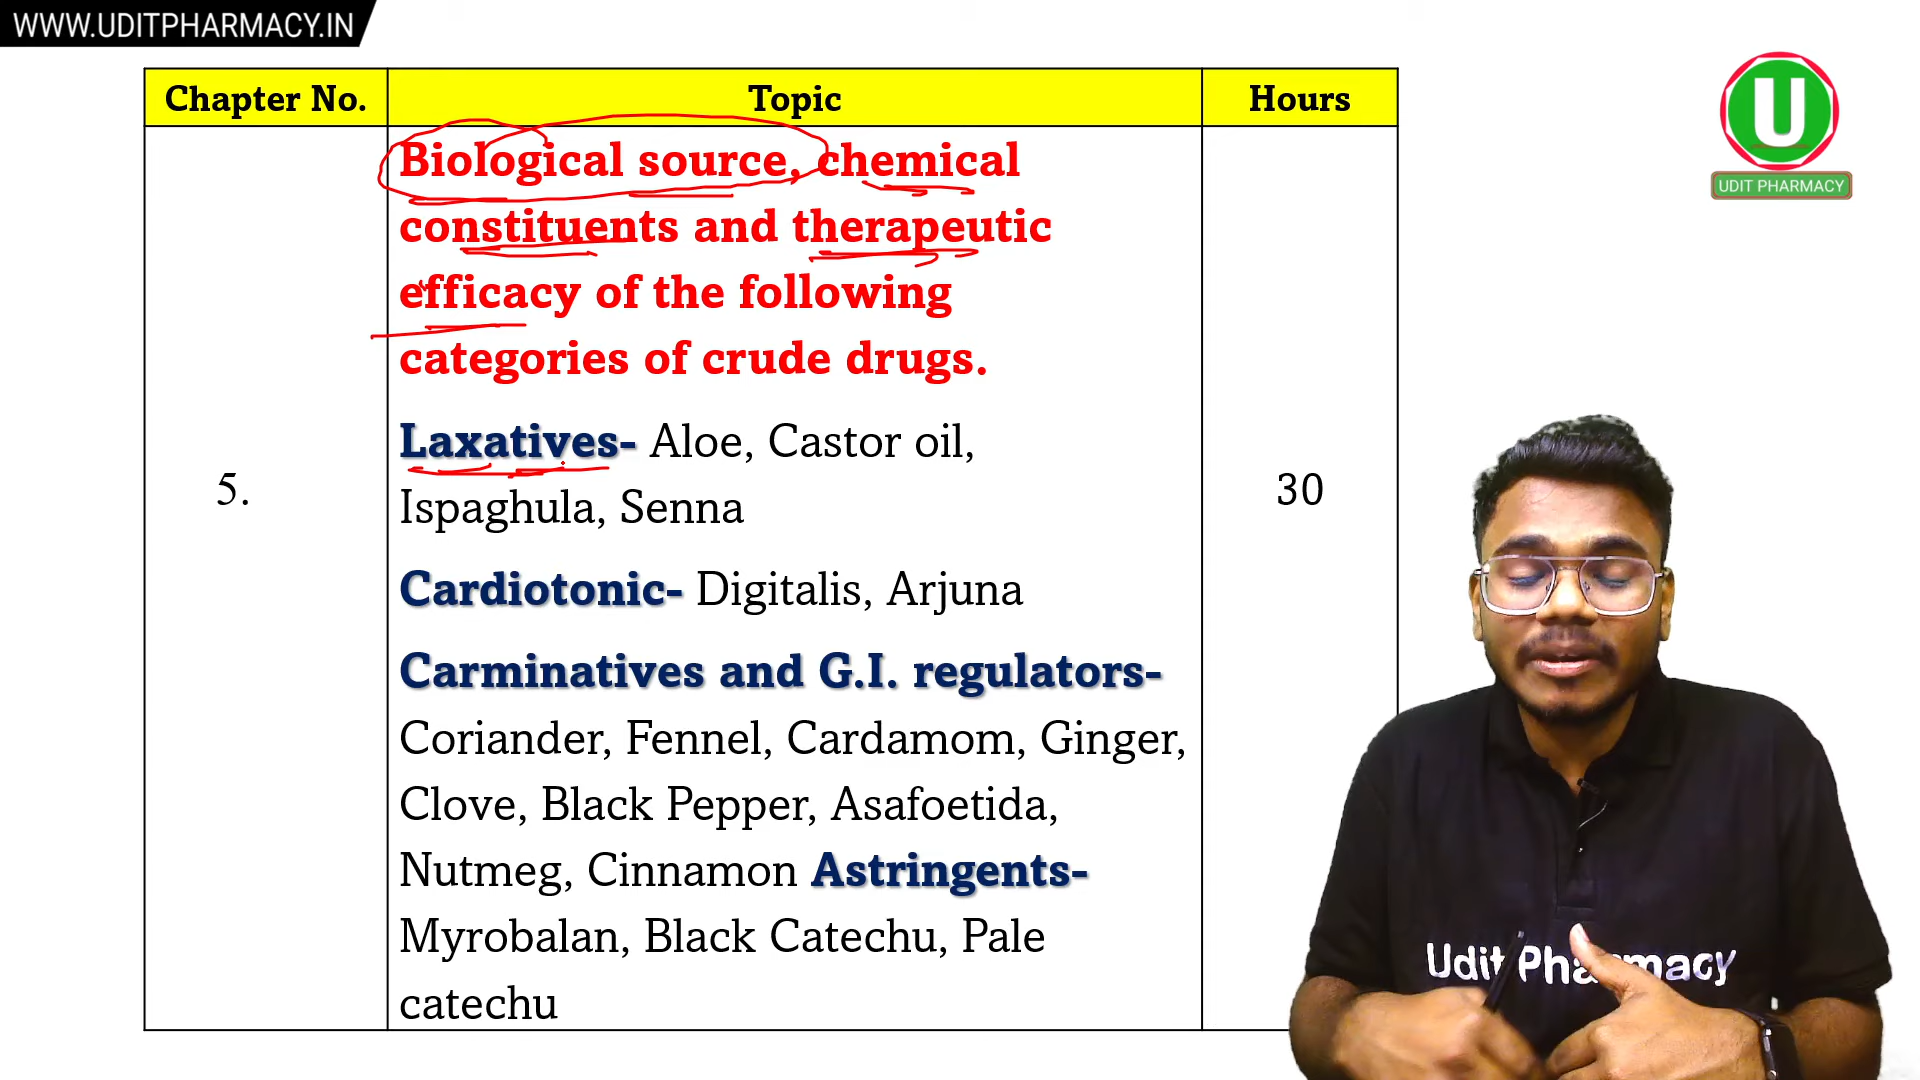 WWW.UDITPHARMACY.IN
Chapter No. Topic Hours
U
UDIT PHARMACY
Biological source, chemical
constituents and therapeutic
efficacy of the following
categories of crude drugs.
Laxatives- Aloe, Castor oil,
5. 30
Ispaghula, Senna
Cardiotonic- Digitalis, Arjuna
Carminatives and G.I. regulators-
Coriander, Fennel, Cardamom, Ginger,
Clove, Black Pepper, Asafoetida,
Nutmeg, Cinnamon Astringents-
Myrobalan, Black Catechu, Pale
catechu
Udit Pharmacy